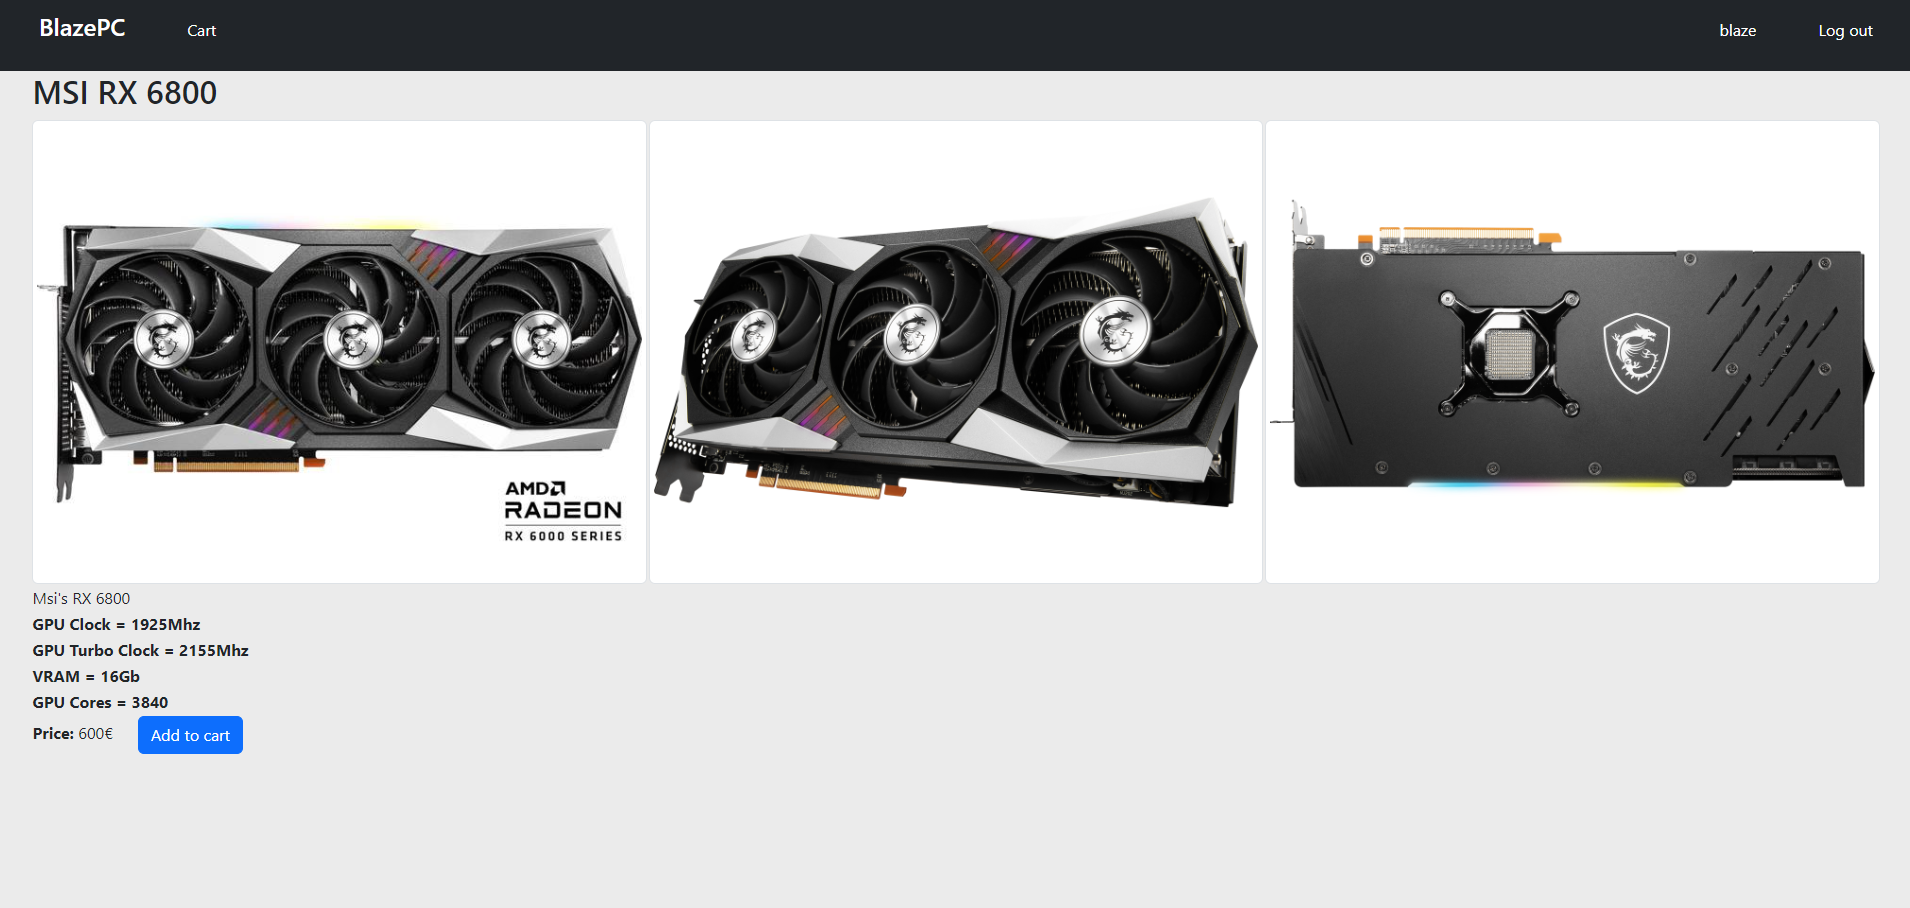 BlazePC Cart blaze Log out
MSI RX 6800
AMD
RADEON
RX 6000 SERIES
Msi's RX 6800
GPU Clock = 1925Mhz
GPU Turbo Clock = 2155Mhz
VRAM = 16Gb
GPU Cores = 3840
Price: 600€ Add to cart